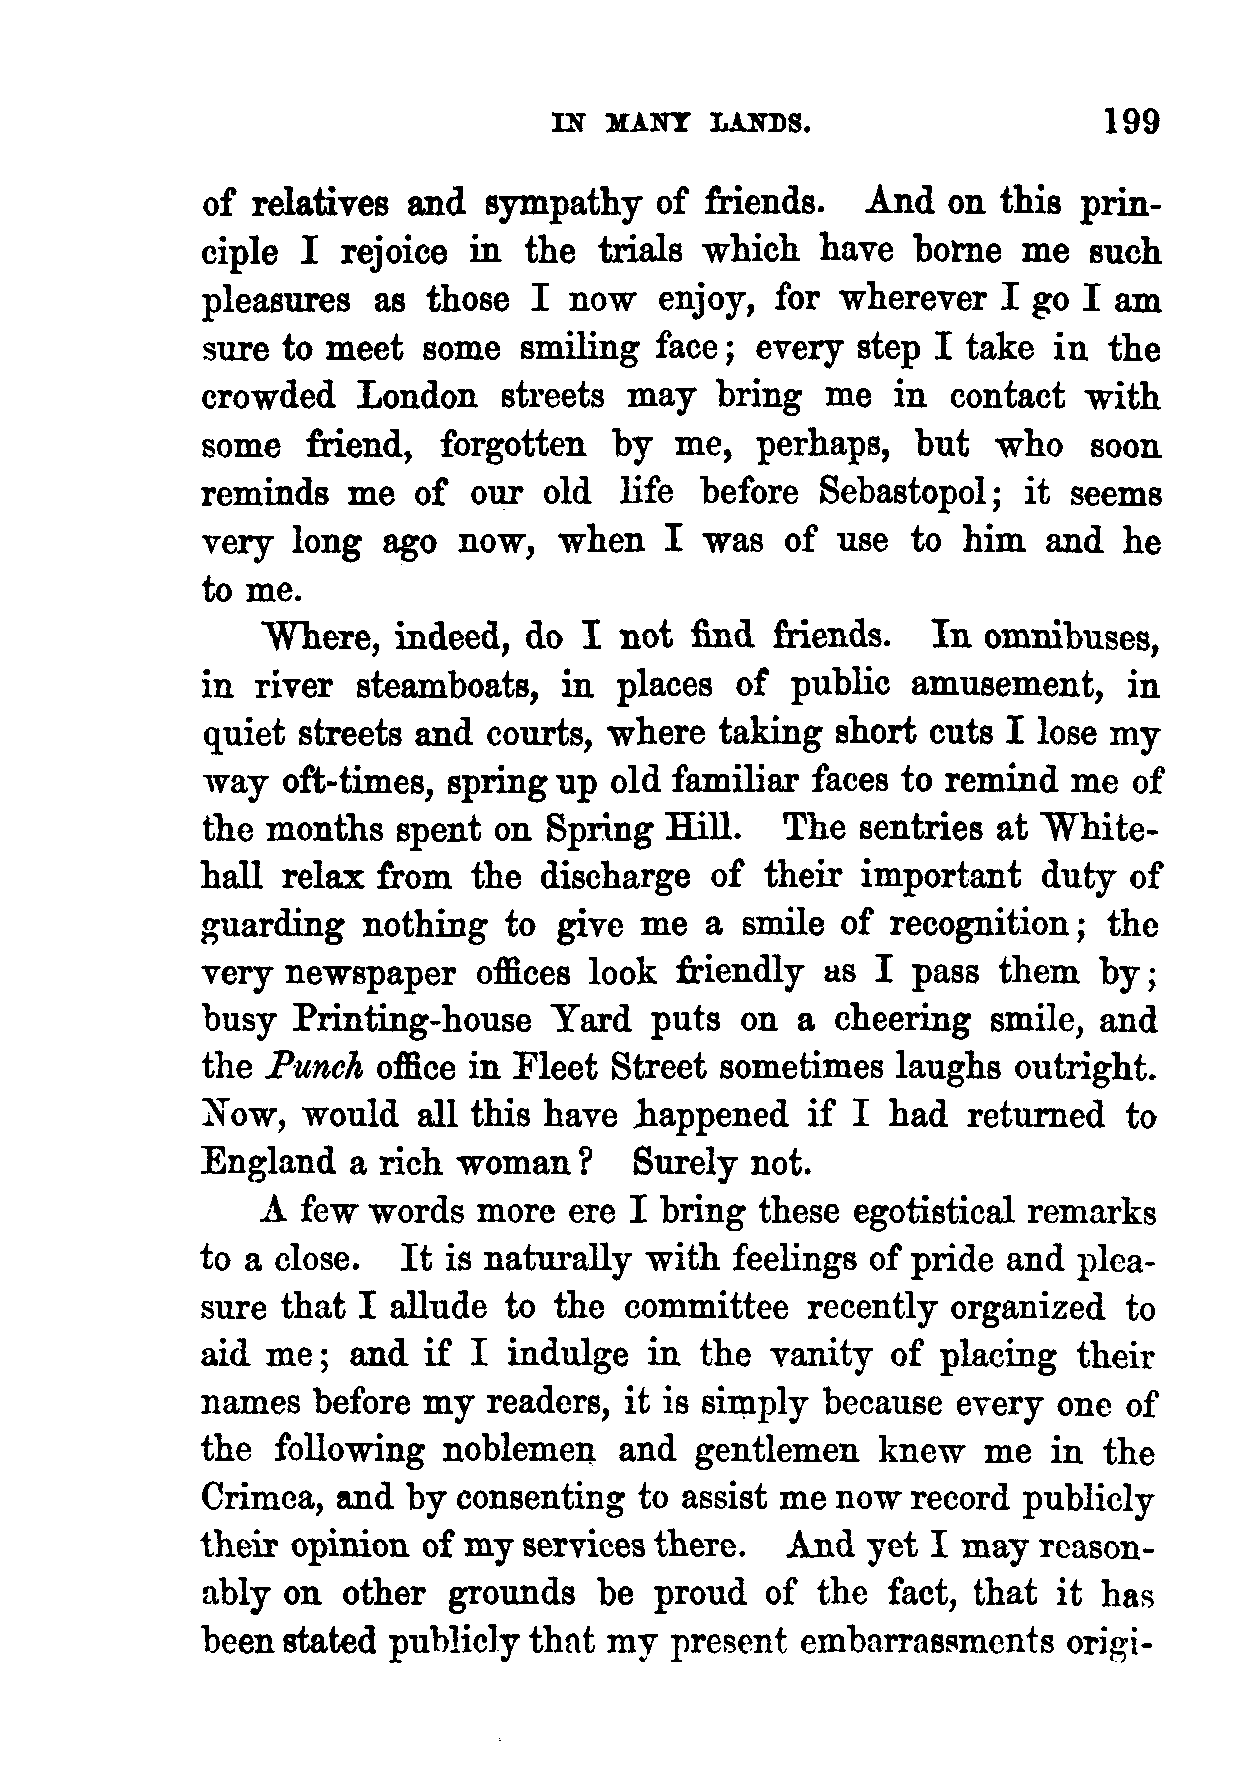 IN MANY LANDS. 199
of relatives and sympathy of friends. And on this prin-
ciple I rejoice in the trials which have borne me such
pleasures as those I now enjoy, for wherever I go I am
sure to meet some smiling face; every step I take in the
crowded London streets may bring me in contact with
some friend, forgotten by me, perhaps, but who soon
reminds me of our old life before Sebastopol; it seems
very long ago now, when I was of use to him and he
to me.
Where, indeed, do I not find friends. In omnibuses,
in river steamboats, in places of public amusement, in
quiet streets and courts, where taking short cuts I lose my
way oft-times, spring up old familiar faces to remind me of
the months spent on Spring Hill. The sentries at White-
hall relax from the discharge of their important duty of
guarding nothing to give me a smile of recognition; the
very newspaper offices look friendly as I pass them by;
busy Printing-house Yard puts on a cheering smile, and
the Punch office in Fleet Street sometimes laughs outright.
Now, would all this have happened if I had returned to
England a rich woman? Surely not.
A few words more ere I bring these egotistical remarks
to a close. It is naturally with feelings of pride and plea-
sure that I allude to the committee recently organized to
aid me; and if I indulge in the vanity of placing their
names before my readers, it is simply because every one of
the following noblemen and gentlemen knew me in the
Crimea, and by consenting to assist me now record publicly
their opinion of my services there. And yet I may reason-
ably on other grounds be proud of the fact, that it has
been stated publicly that my present embarrassments origi-